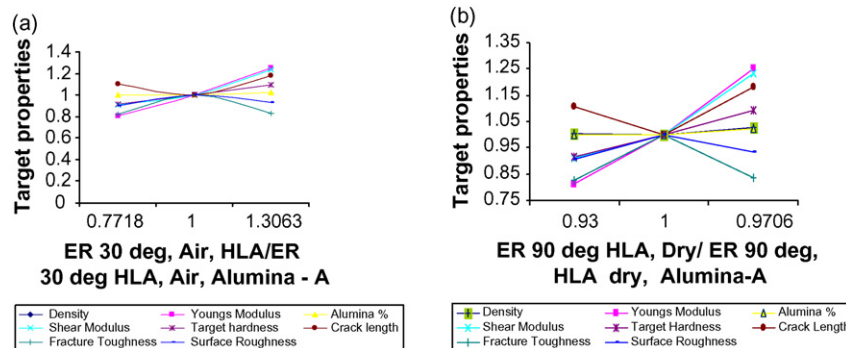 (a)
Target properties
1.4
1.2
1
0.8
0.6
0.4
0.2
0
0.7718 1 1.3063
ER 30 deg, Air, HLA/ER
30 deg HLA, Air, Alumina - A
Density Youngs Modulus Alumina %
Shear Modulus Target hardness Crack length
Fracture Toughness Surface Roughness
(b)
Target properties
1.35
1.25
1.15
1.05
0.95
0.85
0.75
0.93 1 0.9706
ER 90 deg HLA, Dry/ ER 90 deg,
HLA dry, Alumina-A
Density Youngs Modulus Alumina %
Shear Modulus Target Hardness Crack Length
Fracture Toughness Surface Roughness